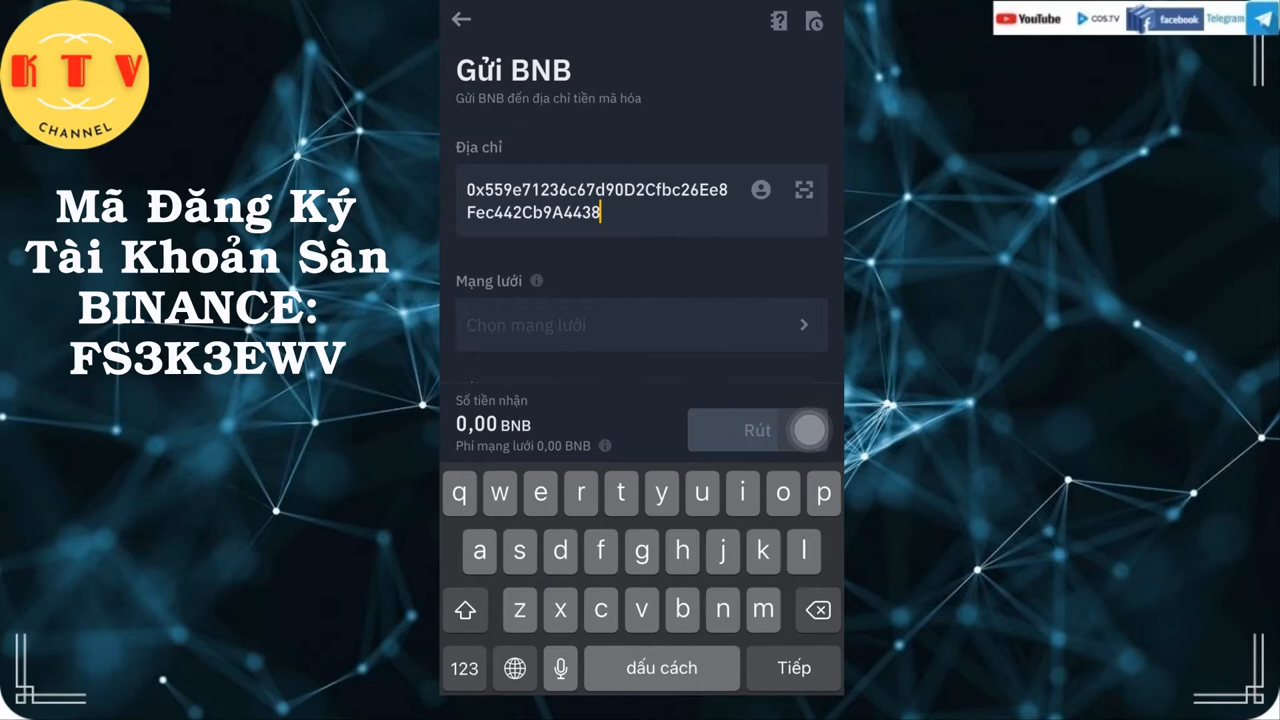 K T V
CHANNEL
Mã Đăng Ký
Tài Khoản Sàn
BINANCE:
FS3K3EWV
YouTube
COS.TV
facebook
Telegram
Gửi BNB
Gửi BNB đến địa chỉ tiền mã hóa
Địa chỉ
0x559e71236c67d90D2Cfbc26Ee8
Fec442Cb9A4438
Mạng lưới
Chọn mạng lưới
Số tiền nhận
0,00 BNB
Phí mạng lưới 0,00 BNB
Rút
q w e r t y u i o p
a s d f g h j k l
z x c v b n m
123 dấu cách Tiếp